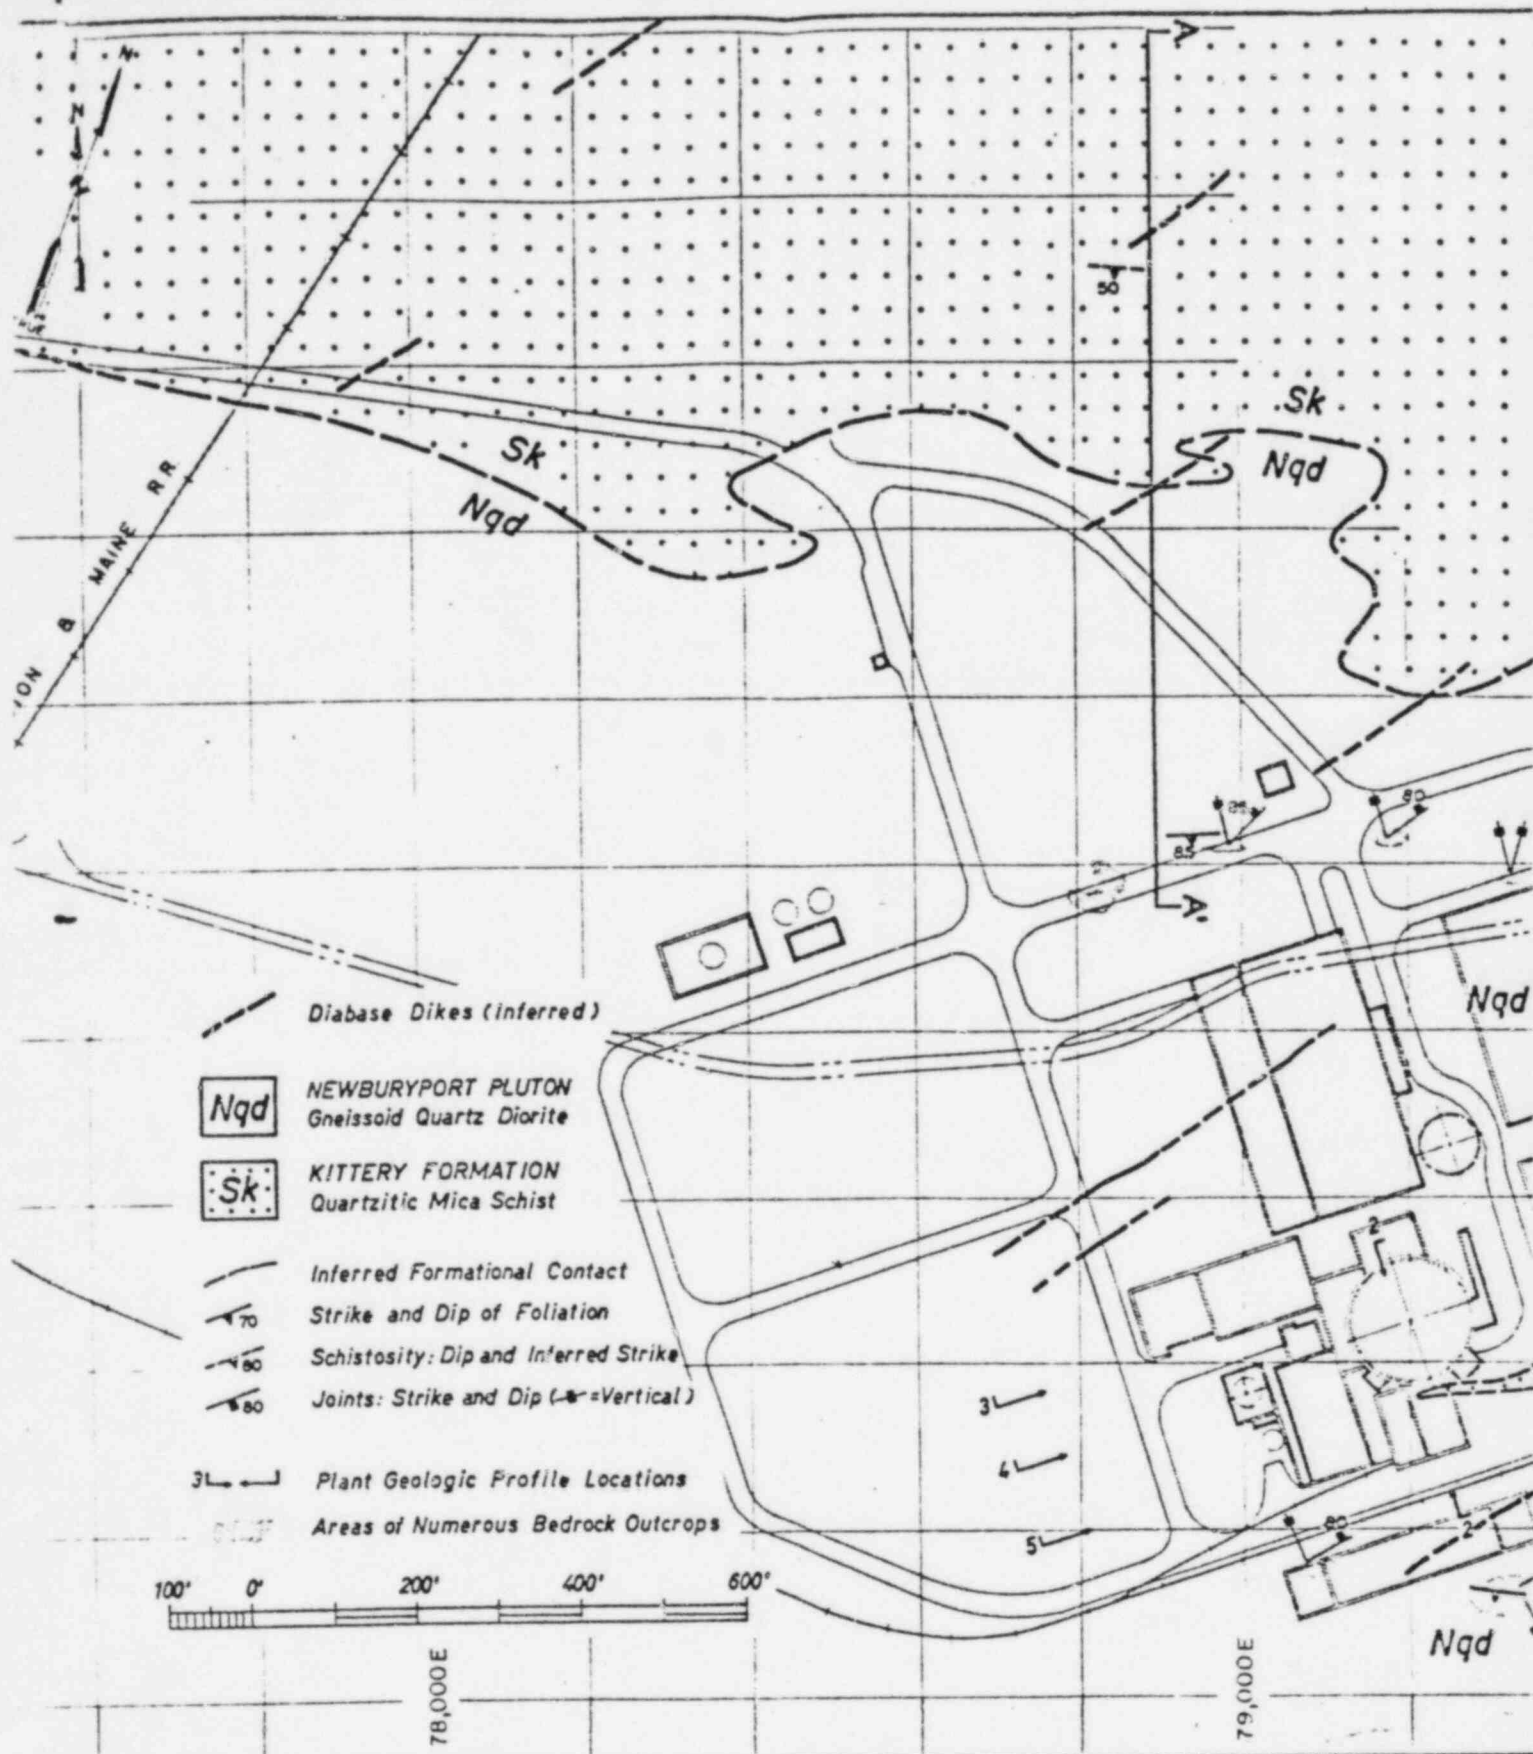 A
N
N
50
Sk
Sk
Nqd
Nqd
MAINE RR
&
80
85
A
Nqd
Diabase Dikes (inferred)
Nqd
NEWBURYPORT PLUTON
Gneissoid Quartz Diorite
Sk
KITTERY FORMATION
Quartzitic Mica Schist
2
Inferred Formational Contact
70
Strike and Dip of Foliation
80
Schistosity: Dip and Inferred Strike
80
Joints: Strike and Dip ( =Vertical)
3
4
3
Plant Geologic Profile Locations
Areas of Numerous Bedrock Outcrops
5
80
2
100' 0' 200' 400' 600'
Nqd
78,000E
79,000E